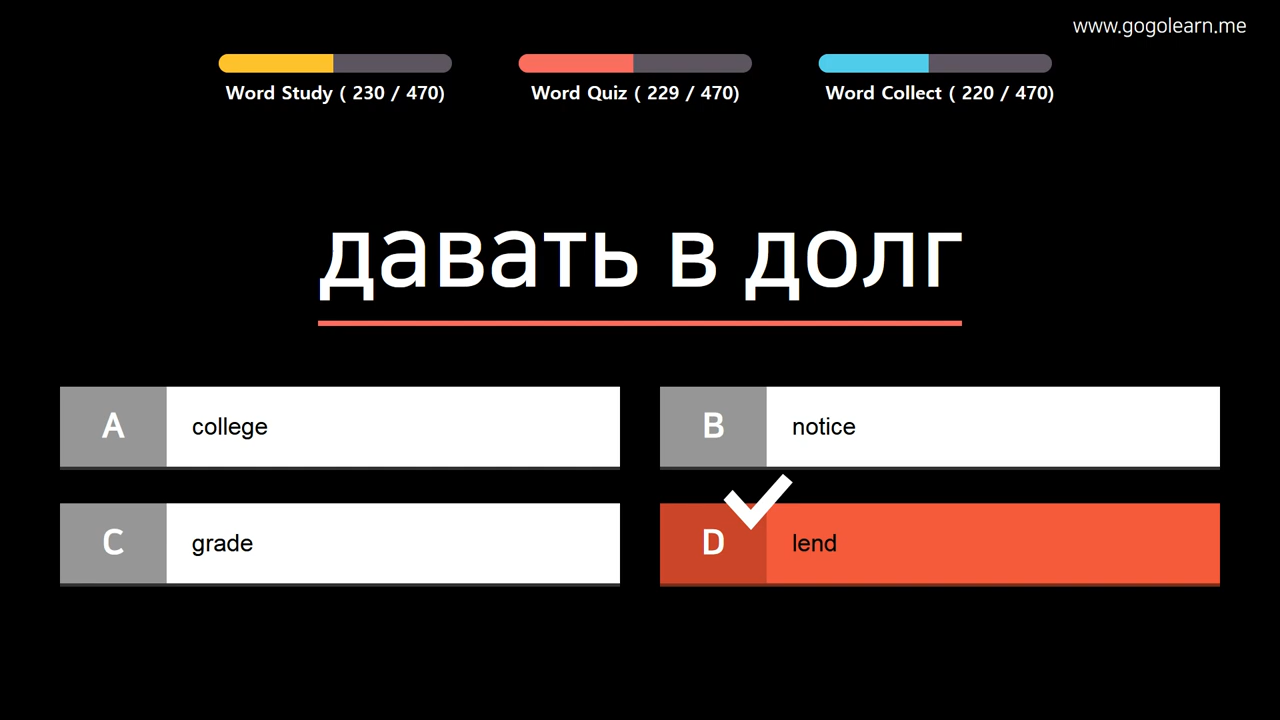 www.gogolearn.me
Word Study ( 230 / 470)
Word Quiz ( 229 / 470)
Word Collect ( 220 / 470)
давать в долг
A college
B notice
C grade
D lend